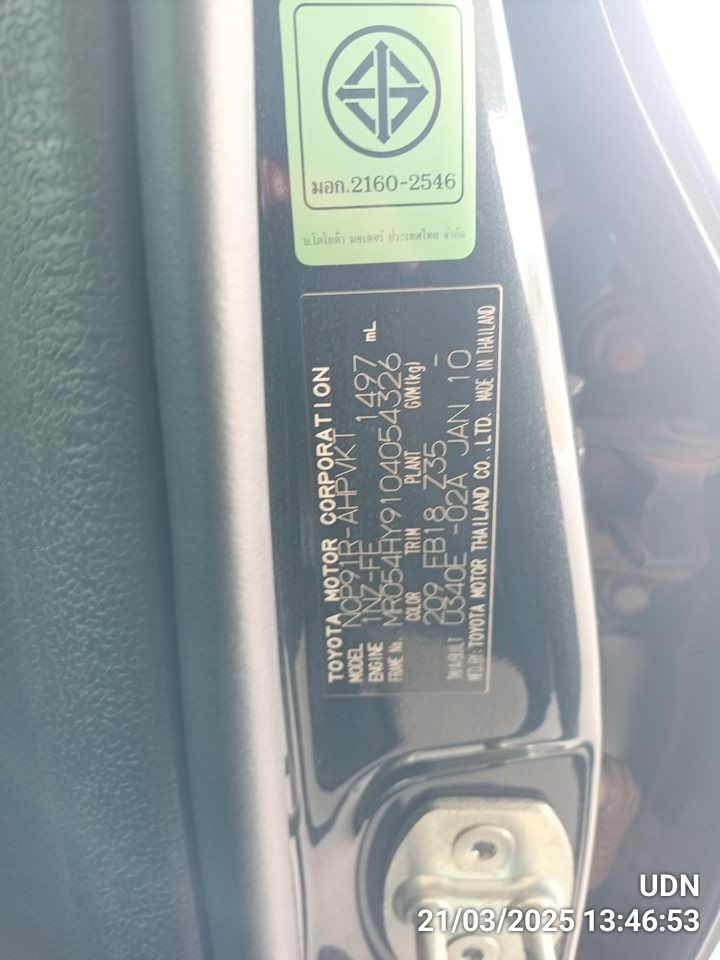 มอก.2160-2546
บ.โตโยต้า มอเตอร์ ประเทศไทย จำกัด
TOYOTA MOTOR CORPORATION
MODEL NCP91R-AHPVKT
ENGINE 1NZ-FE 1497 mL
FRAME No. MR054HY9104054326
COLOR TRIM PLANT GVM(kg)
209 FB18 Z35 -
U340E -02A JAN 10
MFD.BY: TOYOTA MOTOR THAILAND CO., LTD. MADE IN THAILAND
UDN
21/03/2025 13:46:53